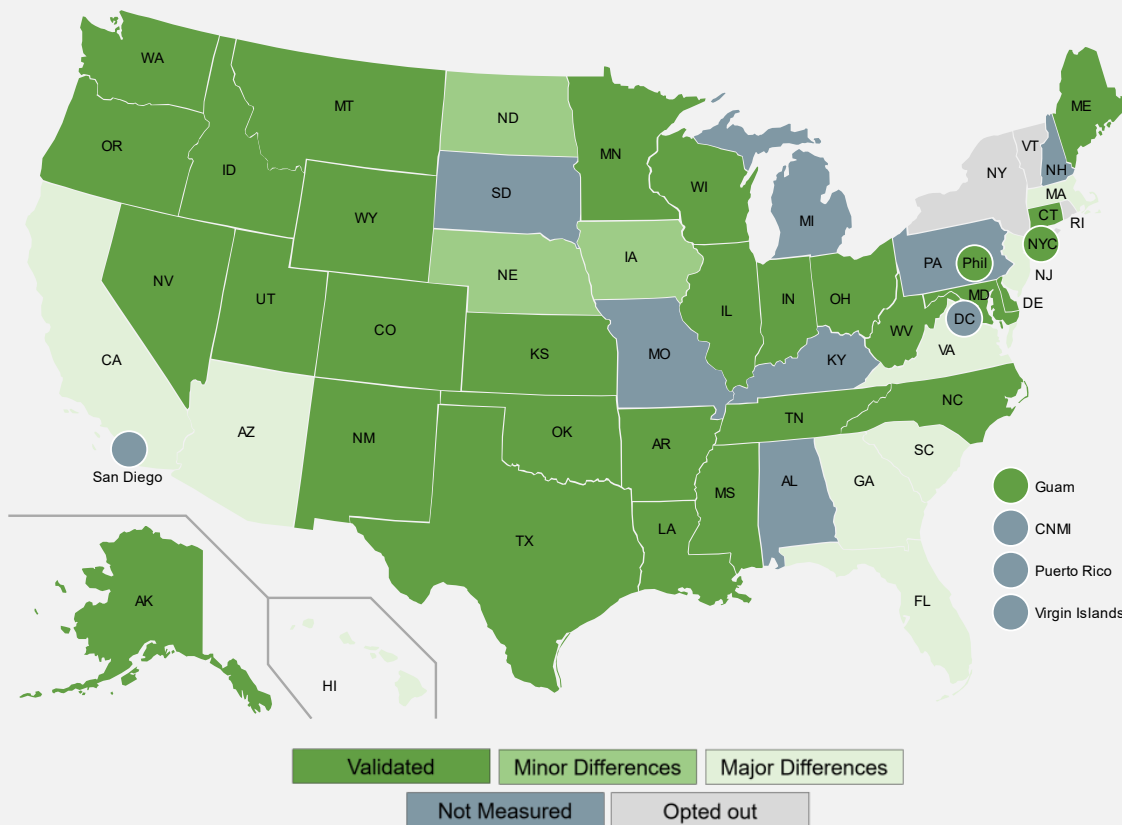 WA
MT
ND
MN
ME
OR
ID
SD
WI
MI
NY
VT
NH
MA
CT
RI
WY
NE
IA
NYC
NJ
PA
Phil
NV
UT
CO
KS
MO
IL
IN
OH
WV
MD
DE
DC
VA
KY
CA
AZ
NM
OK
AR
TN
NC
SC
San Diego
TX
LA
MS
AL
GA
FL
Guam
CNMI
Puerto Rico
Virgin Islands
AK
HI
Validated
Minor Differences
Major Differences
Not Measured
Opted out